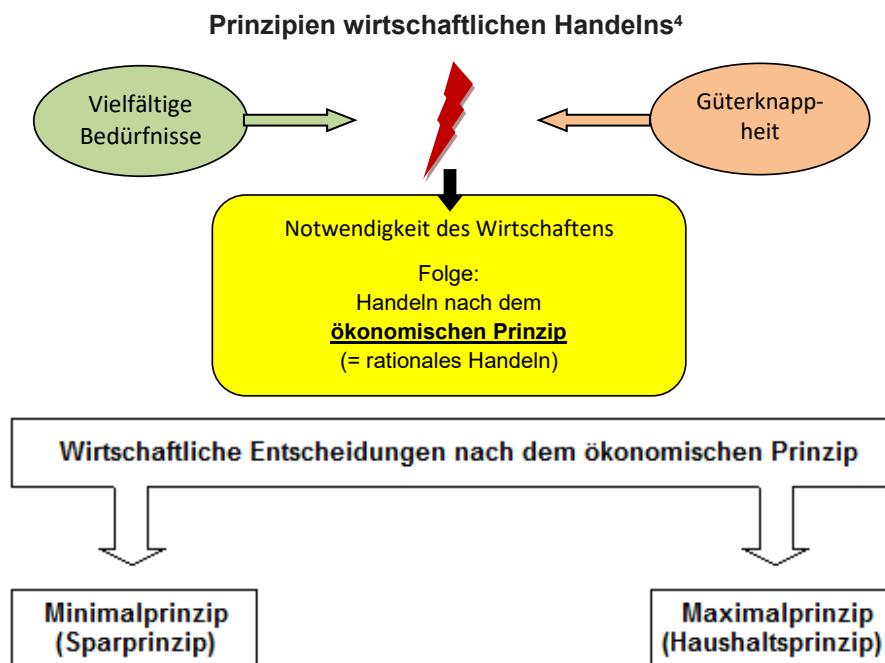 Prinzipien wirtschaftlichen Handelns⁴
Vielfältige
Bedürfnisse
Güterknapp-
heit
Notwendigkeit des Wirtschaftens
Folge:
Handeln nach dem
ökonomischen Prinzip
(= rationales Handeln)
Wirtschaftliche Entscheidungen nach dem ökonomischen Prinzip
Minimalprinzip
(Sparprinzip)
Maximalprinzip
(Haushaltsprinzip)